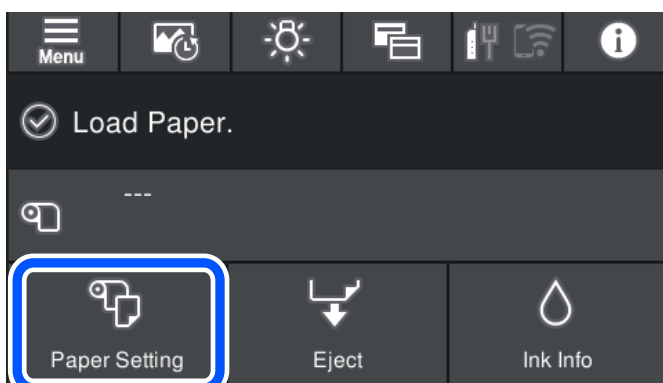 Menu
Load Paper.
---
Paper Setting
Eject
Ink Info